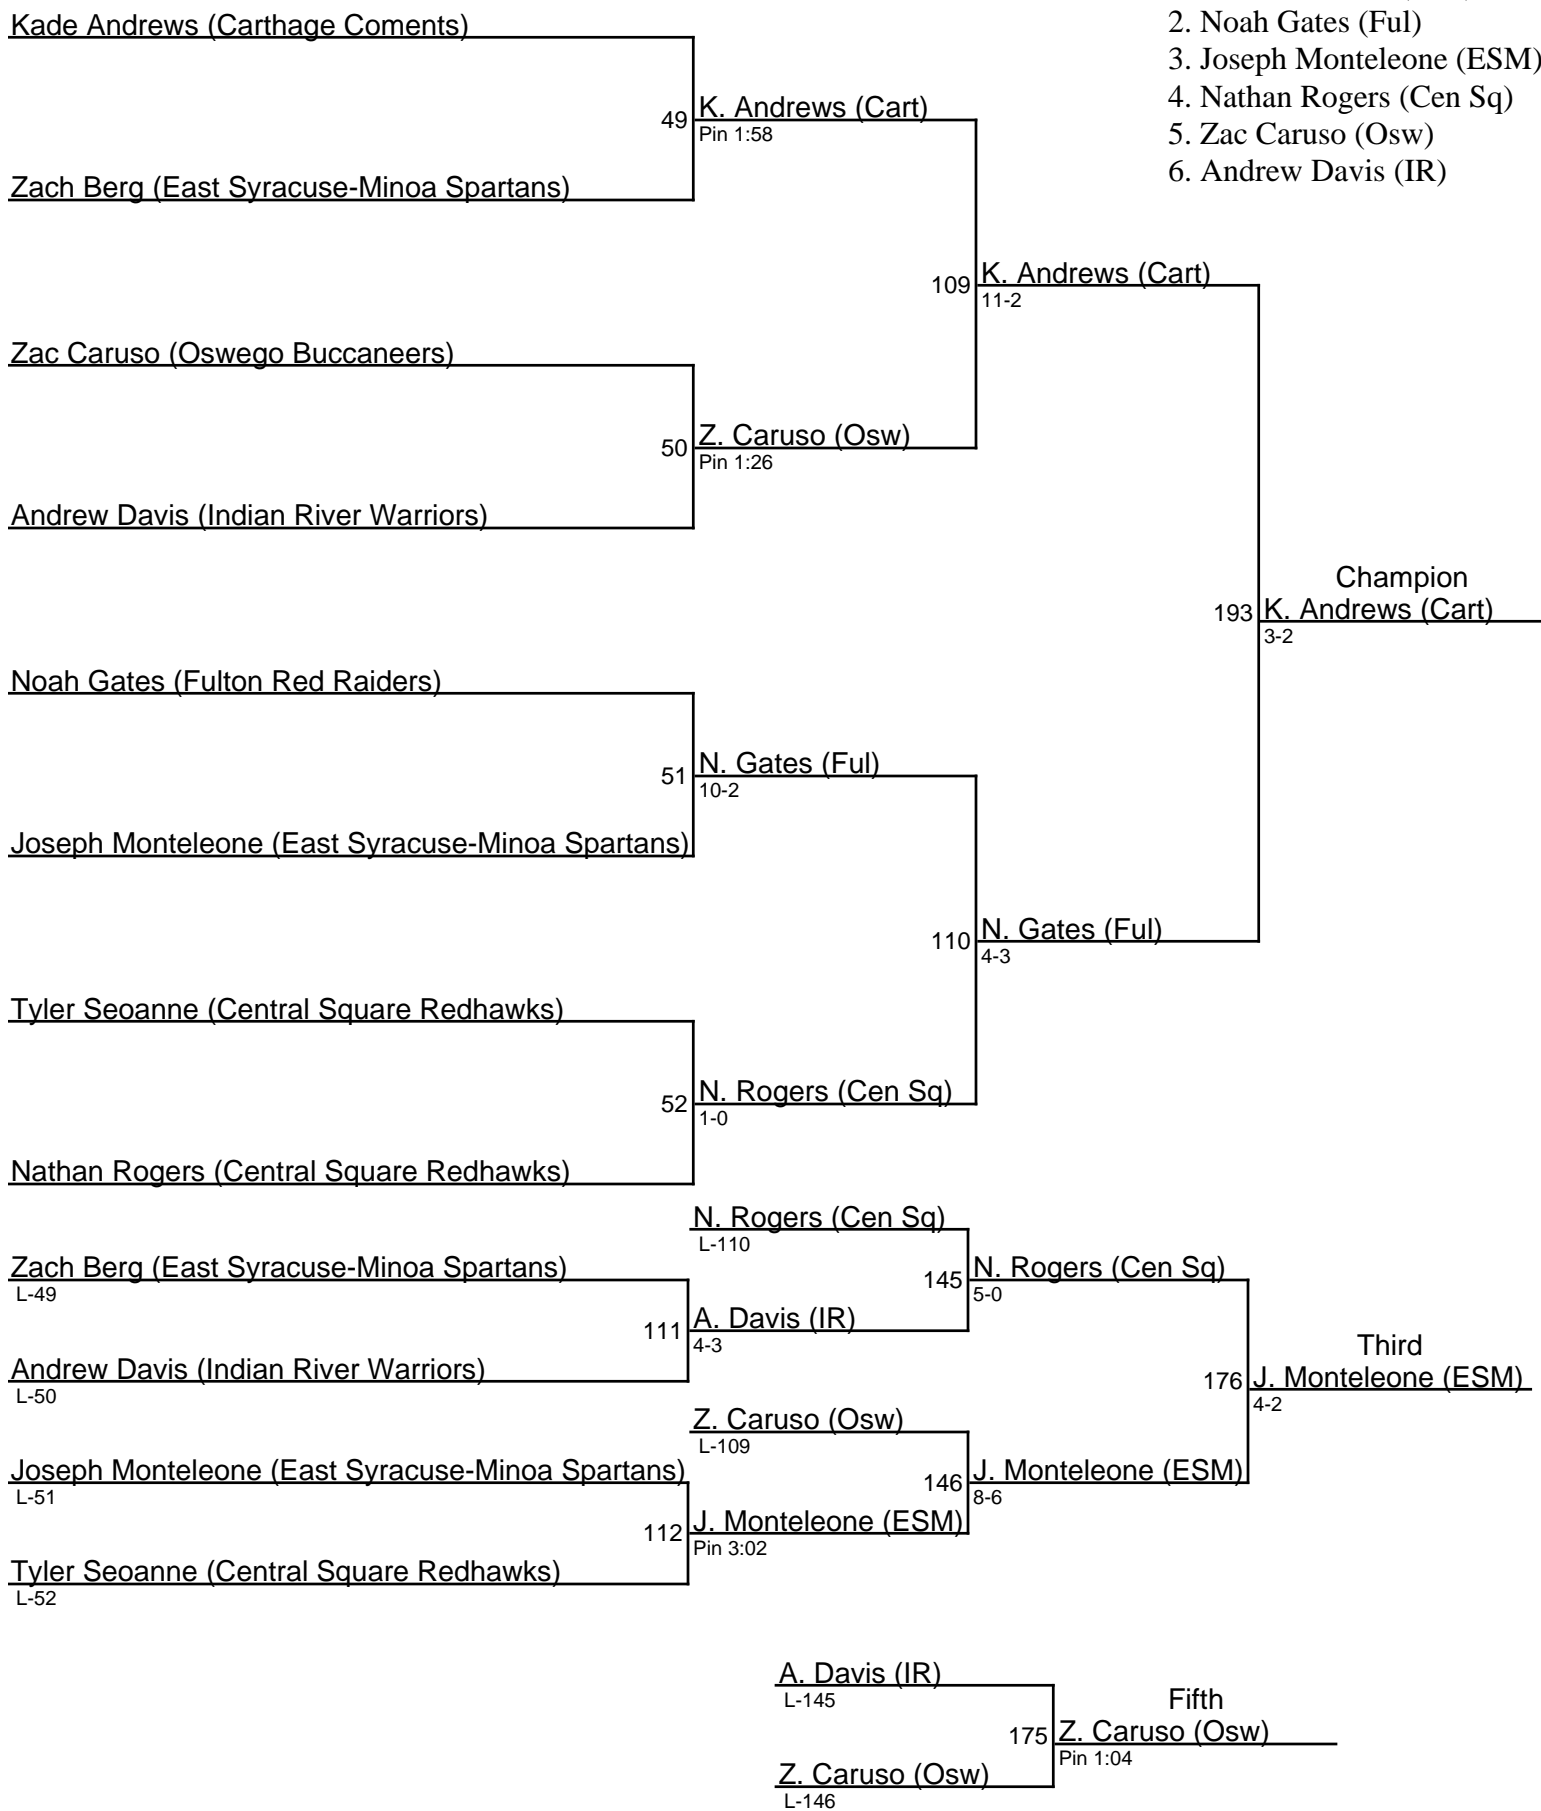 2. Noah Gates (Ful)
3. Joseph Monteleone (ESM)
4. Nathan Rogers (Cen Sq)
5. Zac Caruso (Osw)
6. Andrew Davis (IR)
Kade Andrews (Carthage Coments)
49 K. Andrews (Cart)
Pin 1:58
Zach Berg (East Syracuse-Minoa Spartans)
109 K. Andrews (Cart)
11-2
Zac Caruso (Oswego Buccaneers)
50 Z. Caruso (Osw)
Pin 1:26
Andrew Davis (Indian River Warriors)
Champion
193 K. Andrews (Cart)
3-2
Noah Gates (Fulton Red Raiders)
51 N. Gates (Ful)
10-2
Joseph Monteleone (East Syracuse-Minoa Spartans)
110 N. Gates (Ful)
4-3
Tyler Seoanne (Central Square Redhawks)
52 N. Rogers (Cen Sq)
1-0
Nathan Rogers (Central Square Redhawks)
N. Rogers (Cen Sq)
L-110
Zach Berg (East Syracuse-Minoa Spartans)
L-49
145 N. Rogers (Cen Sq)
5-0
111 A. Davis (IR)
4-3
Andrew Davis (Indian River Warriors)
L-50
Third
176 J. Monteleone (ESM)
4-2
Z. Caruso (Osw)
L-109
Joseph Monteleone (East Syracuse-Minoa Spartans)
L-51
146 J. Monteleone (ESM)
8-6
112 J. Monteleone (ESM)
Pin 3:02
Tyler Seoanne (Central Square Redhawks)
L-52
A. Davis (IR)
L-145
Fifth
175 Z. Caruso (Osw)
Pin 1:04
Z. Caruso (Osw)
L-146